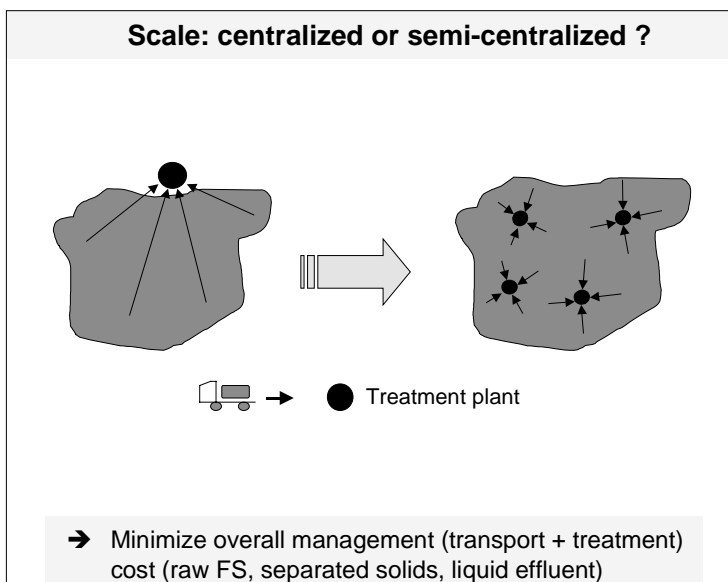 Scale: centralized or semi-centralized ?
Treatment plant
➔ Minimize overall management (transport + treatment)
cost (raw FS, separated solids, liquid effluent)